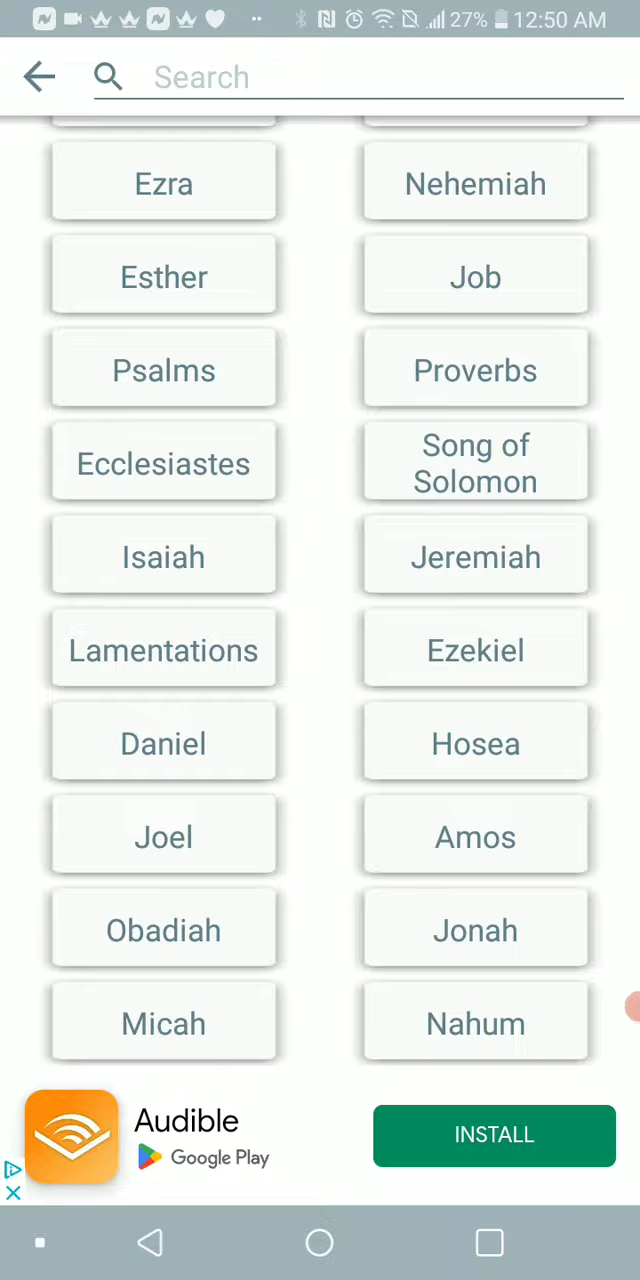 27% 12:50 AM
Search
Ezra Nehemiah
Esther Job
Psalms Proverbs
Ecclesiastes Song of
Solomon
Isaiah Jeremiah
Lamentations Ezekiel
Daniel Hosea
Joel Amos
Obadiah Jonah
Micah Nahum
Audible
Google Play
INSTALL